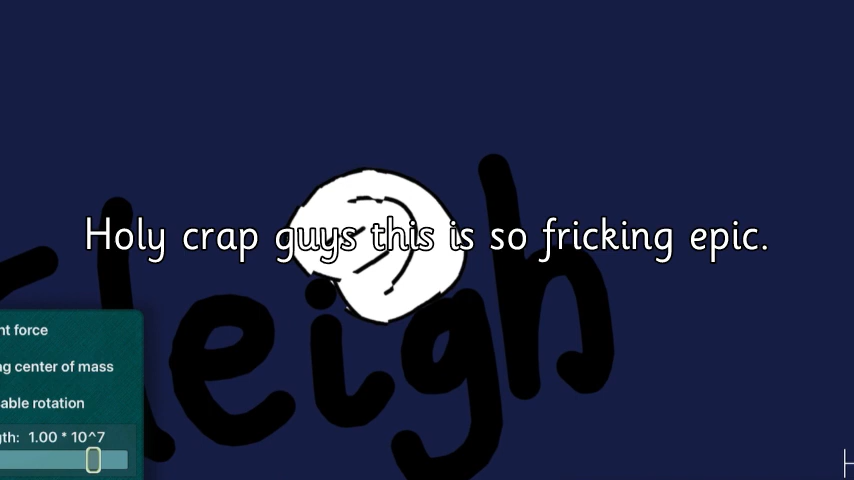 Holy crap guys this is so fricking epic.
leigh
nt force
ng center of mass
able rotation
gth: 1.00 * 10^7
H